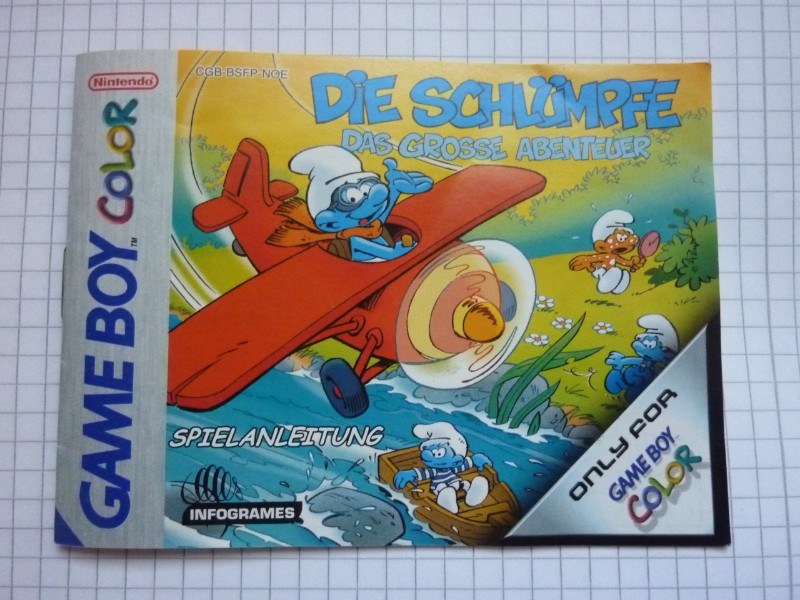 Nintendo
GAME BOY COLOR
TM
CGB-BSFP-NOE
DIE SCHLÜMPFE
DAS GROSSE ABENTEUER
SPIELANLEITUNG
INFOGRAMES
ONLY FOR
GAME BOY
COLOR